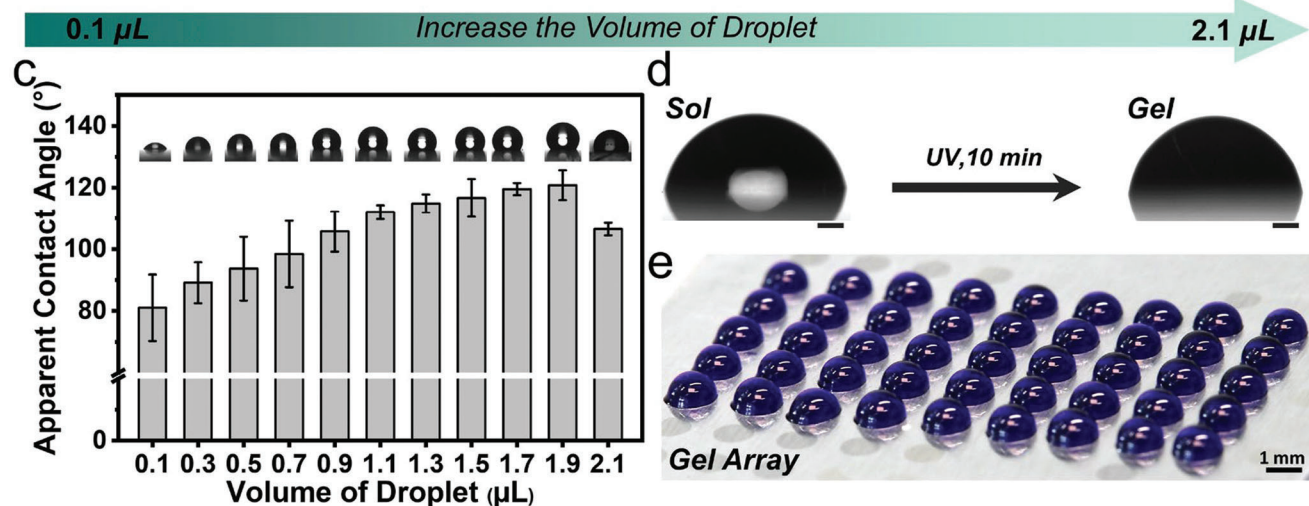 0.1 µL Increase the Volume of Droplet 2.1 µL
c
Apparent Contact Angle (°)
140
120
100
80
0
0.1 0.3 0.5 0.7 0.9 1.1 1.3 1.5 1.7 1.9 2.1
Volume of Droplet (µL)
d
Sol
UV,10 min
Gel
e
Gel Array
1 mm